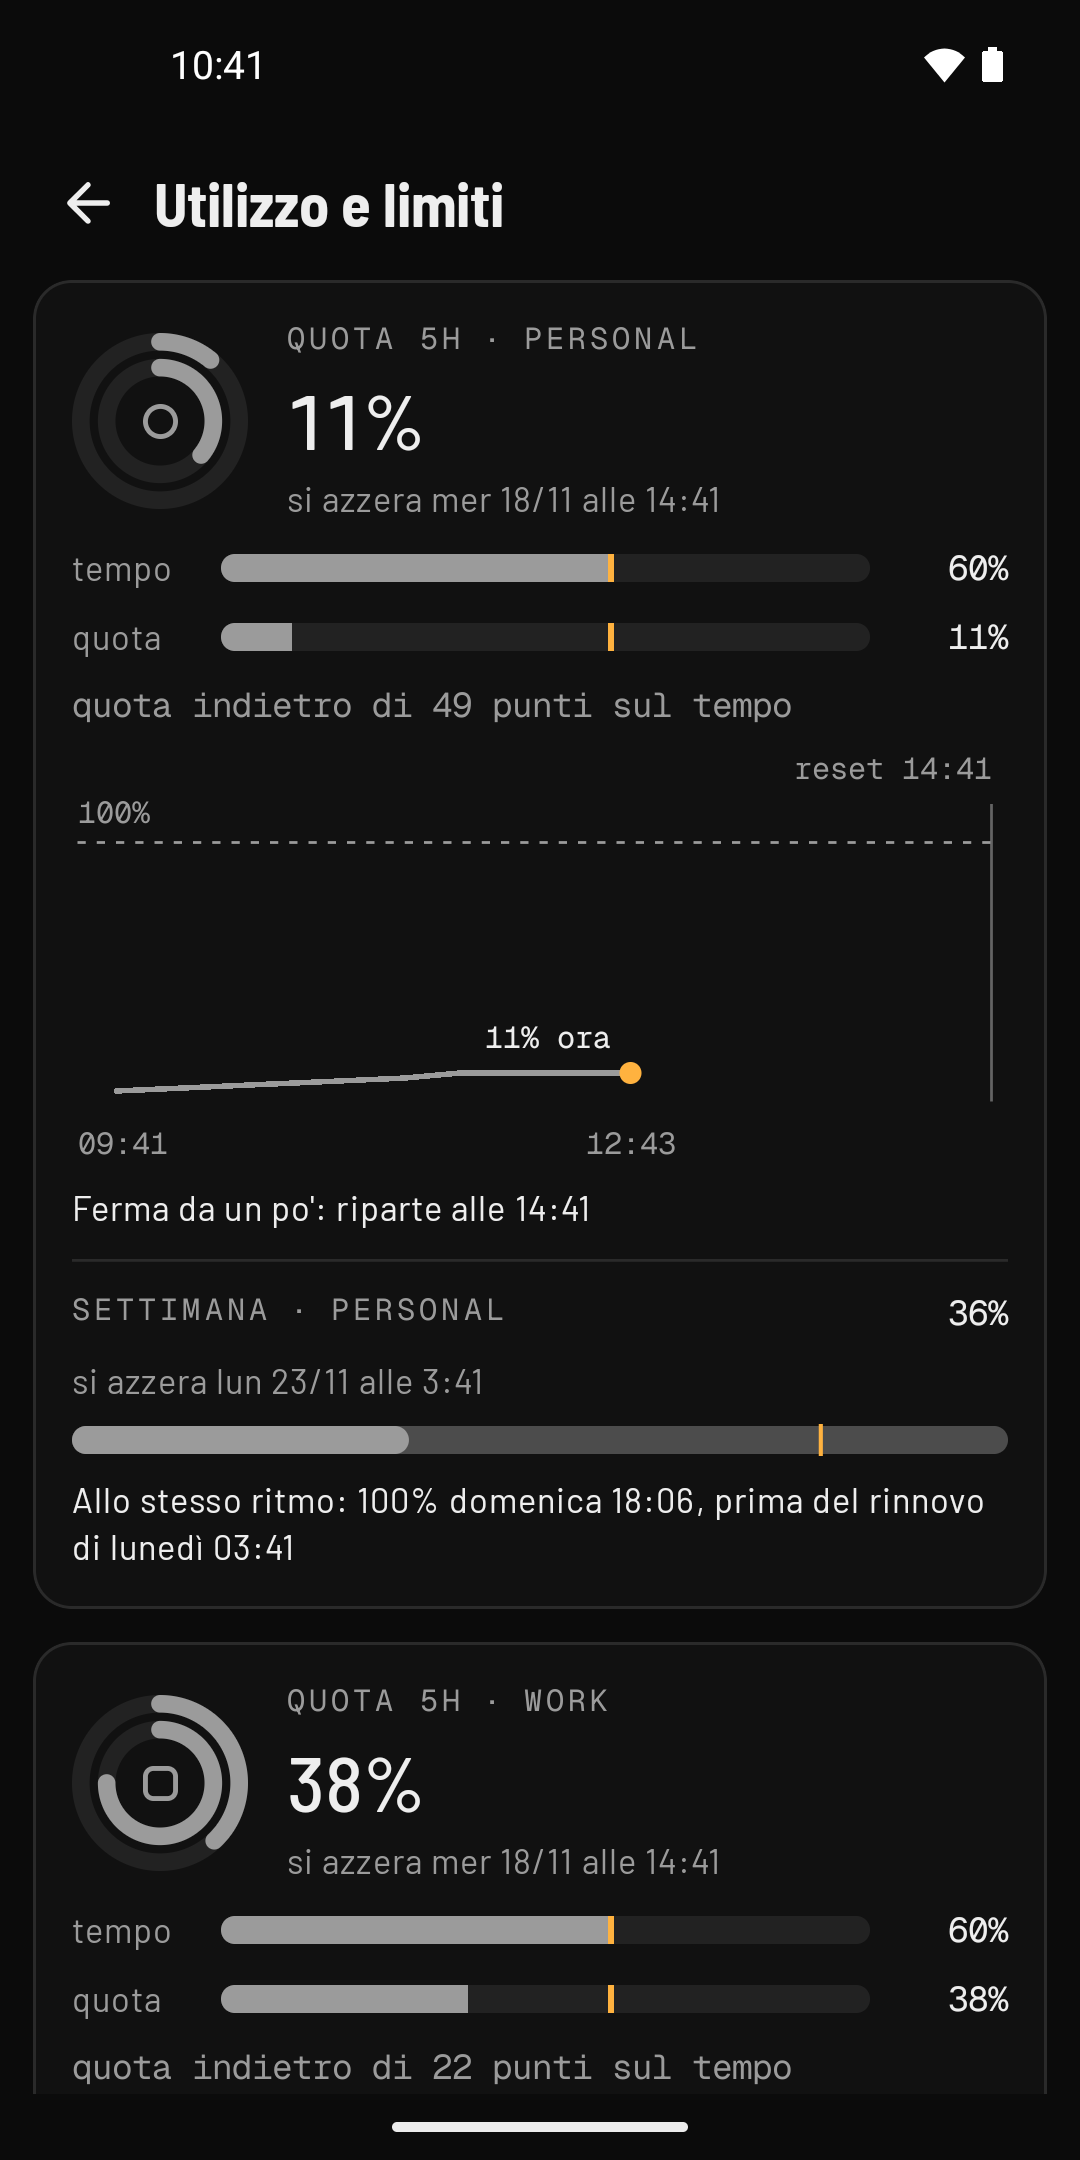 10:41
Utilizzo e limiti
QUOTA 5H · PERSONAL
11%
si azzera mer 18/11 alle 14:41
tempo 60%
quota 11%
quota indietro di 49 punti sul tempo
reset 14:41
100%
11% ora
09:41 12:43
Ferma da un po': riparte alle 14:41
SETTIMANA · PERSONAL 36%
si azzera lun 23/11 alle 3:41
Allo stesso ritmo: 100% domenica 18:06, prima del rinnovo
di lunedì 03:41
QUOTA 5H · WORK
38%
si azzera mer 18/11 alle 14:41
tempo 60%
quota 38%
quota indietro di 22 punti sul tempo